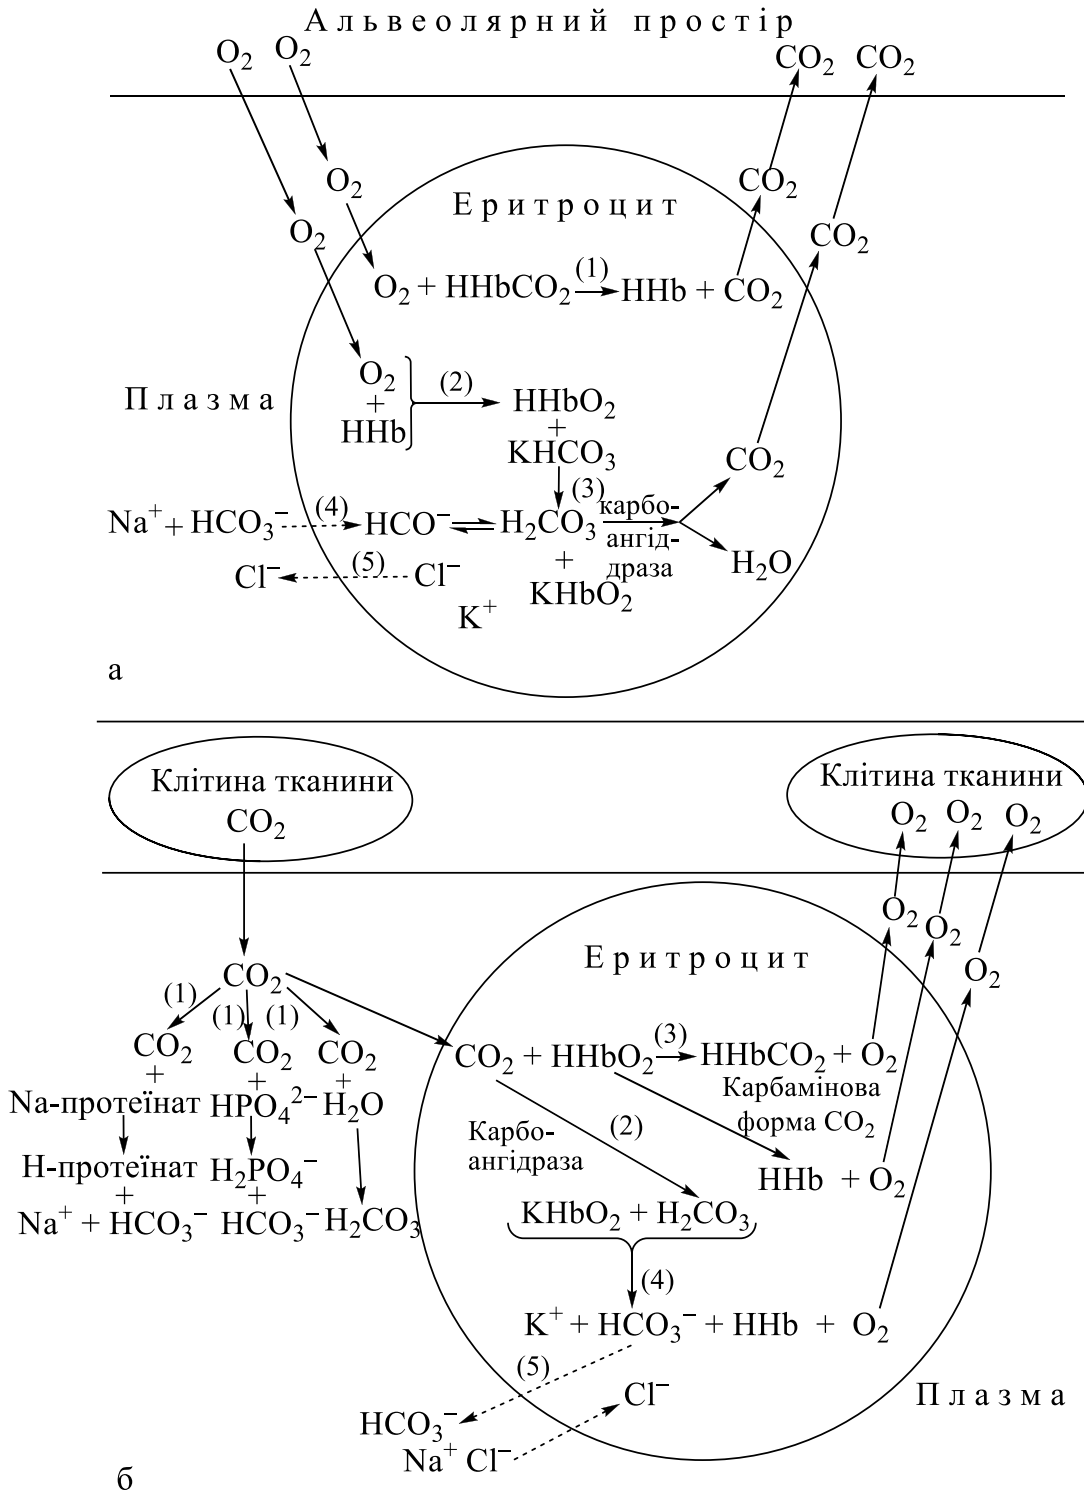 Альвеолярний простір
O₂ O₂ CO₂ CO₂
O₂ CO₂
Еритроцит
O₂ CO₂
O₂ + HHbCO₂ (1) HHb + CO₂
O₂
+
HHb
(2)
HHbO₂
+
KHCO₃
Плазма
CO₂
(3)
Na⁺ + HCO₃⁻ (4) HCO⁻ ⇌ H₂CO₃ карбо-
ангід-
драза
H₂O
Cl⁻ (5) Cl⁻
+
KHbO₂
K⁺
а
Клітина тканини
CO₂
Клітина тканини
O₂ O₂ O₂
O₂ O₂ O₂
Еритроцит
CO₂
(1) (1) (1)
CO₂ CO₂ CO₂
+ + +
Na-протеїнат HPO₄²⁻ H₂O
Н-протеїнат H₂PO₄⁻
+ +
Na⁺ + HCO₃⁻ HCO₃⁻ H₂CO₃
CO₂ + HHbO₂ (3) HHbCO₂ + O₂
Карбамінова
форма CO₂
Карбо-
ангідраза
(2)
HHb + O₂
KHbO₂ + H₂CO₃
(4)
K⁺ + HCO₃⁻ + HHb + O₂
(5)
Cl⁻
Плазма
HCO₃⁻
Na⁺ Cl⁻
б